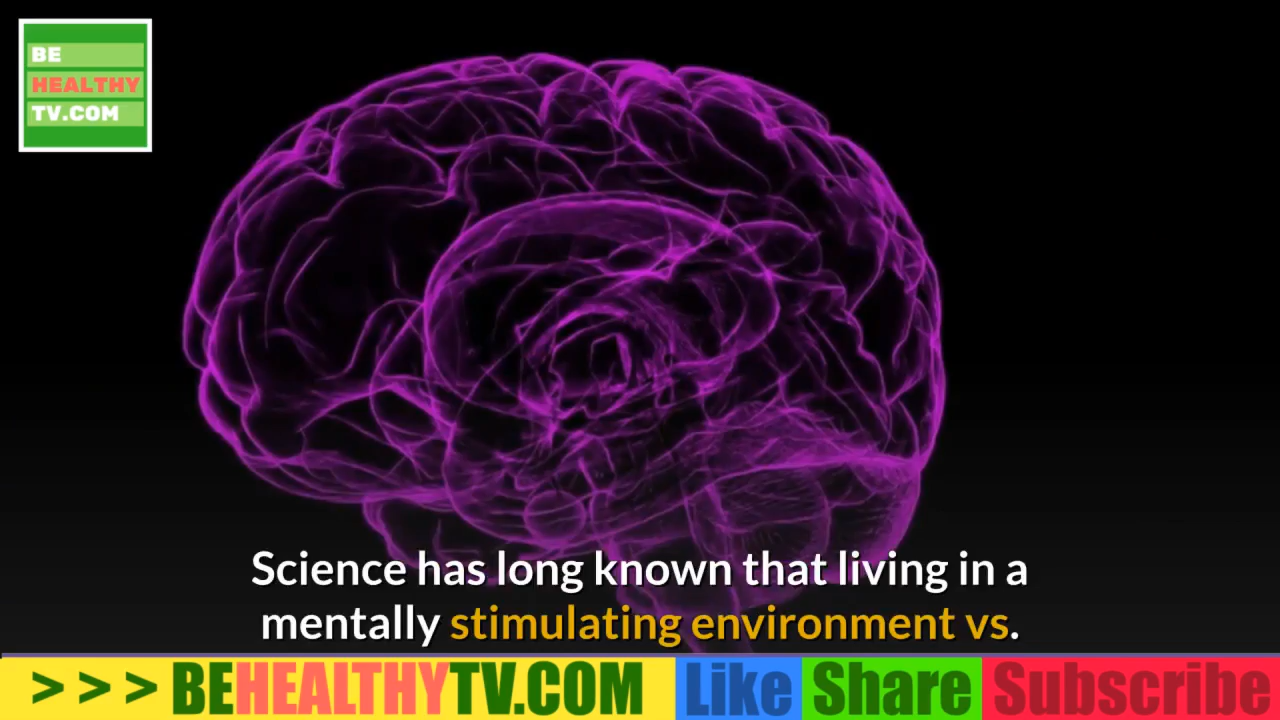 BE
HEALTHY
TV.COM
Science has long known that living in a
mentally stimulating environment vs.
> > > BEHEALTHYTV.COM Like Share Subscribe